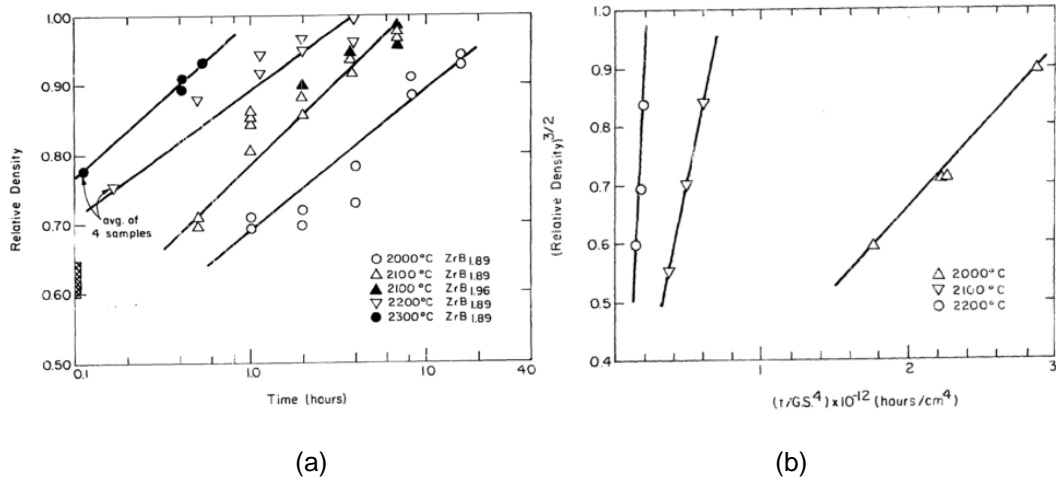 1.00
0.90
0.80
0.70
0.60
0.50
Relative Density
avg. of
4 samples
2000°C ZrB1.89
2100°C ZrB1.89
2100°C ZrB1.96
2200°C ZrB1.89
2300°C ZrB1.89
0.1 1.0 1.0 40
Time (hours)
(a)
1.0
0.9
0.8
0.7
0.6
0.5
0.4
(Relative Density)3/2
2000°C
2100°C
2200°C
1 2 3
(t/G.S.4) x10-12 (hours/cm4)
(b)